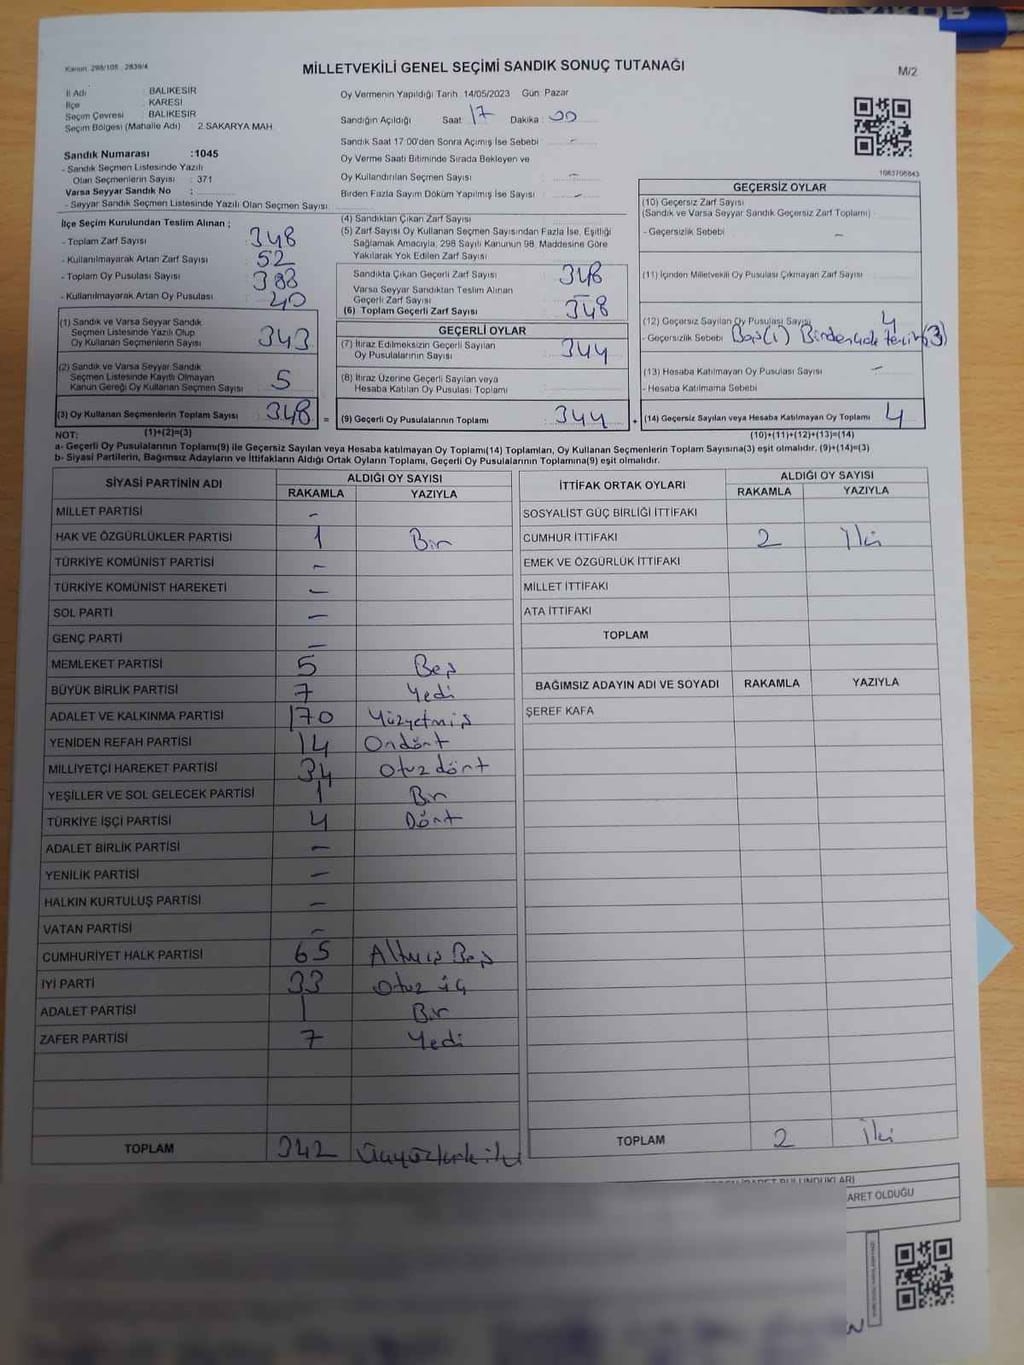 Kanun: 298/105 2839/4
MİLLETVEKİLİ GENEL SEÇİMİ SANDIK SONUÇ TUTANAĞI
M/2
İl Adı : BALIKESİR
İlçe : KARESİ
Seçim Çevresi : BALIKESİR
Seçim Bölgesi (Mahalle Adı) : 2 SAKARYA MAH.
Oy Vermenin Yapıldığı Tarih: 14/05/2023 Gün: Pazar
Sandığın Açıldığı Saat: 17 Dakika: 00
Sandık Saat 17:00'den Sonra Açılmış İse Sebebi -
Oy Verme Saati Bitiminde Sırada Bekleyen ve
Oy Kullandırılan Seçmen Sayısı -
Birden Fazla Sayım Döküm Yapılmış İse Sayısı -
Sandık Numarası :1045
- Sandık Seçmen Listesinde Yazılı
Olan Seçmenlerin Sayısı : 371
Varsa Seyyar Sandık No :
- Seyyar Sandık Seçmen Listesinde Yazılı Olan Seçmen Sayısı:
İlçe Seçim Kurulundan Teslim Alınan ;
- Toplam Zarf Sayısı 348
- Kullanılmayarak Artan Zarf Sayısı 52
- Toplam Oy Pusulası Sayısı 388
- Kullanılmayarak Artan Oy Pusulası 40
(1) Sandık ve Varsa Seyyar Sandık
Seçmen Listesinde Yazılı Olup
Oy Kullanan Seçmenlerin Sayısı 343
(2) Sandık ve Varsa Seyyar Sandık
Seçmen Listesinde Kayıtlı Olmayan
Kanun Gereği Oy Kullanan Seçmen Sayısı 5
(3) Oy Kullanan Seçmenlerin Toplam Sayısı 348 =
(4) Sandıktan Çıkan Zarf Sayısı
(5) Zarf Sayısı Oy Kullanan Seçmen Sayısından Fazla İse, Eşitliği
Sağlamak Amacıyla, 298 Sayılı Kanunun 98. Maddesine Göre
Yakılarak Yok Edilen Zarf Sayısı
Sandıkta Çıkan Geçerli Zarf Sayısı 348
Varsa Seyyar Sandıktan Teslim Alınan
Geçerli Zarf Sayısı -
(6) Toplam Geçerli Zarf Sayısı 348
GEÇERLİ OYLAR
(7) İtiraz Edilmeksizin Geçerli Sayılan
Oy Pusulalarının Sayısı 344
(8) İtiraz Üzerine Geçerli Sayılan veya
Hesaba Katılan Oy Pusulası Toplamı
(9) Geçerli Oy Pusulalarının Toplamı 344 +
1063706843
GEÇERSİZ OYLAR
(10) Geçersiz Zarf Sayısı
(Sandık ve Varsa Seyyar Sandık Geçersiz Zarf Toplamı)
- Geçersizlik Sebebi -
(11) İçinden Milletvekili Oy Pusulası Çıkmayan Zarf Sayısı
(12) Geçersiz Sayılan Oy Pusulası Sayısı 4
- Geçersizlik Sebebi Boş(1) Birden çok tercih(3)
(13) Hesaba Katılmayan Oy Pusulası Sayısı -
- Hesaba Katılmama Sebebi
(14) Geçersiz Sayılan veya Hesaba Katılmayan Oy Toplamı 4
NOT: (1)+(2)=(3) (10)+(11)+(12)+(13)=(14)
a- Geçerli Oy Pusulalarının Toplamı(9) ile Geçersiz Sayılan veya Hesaba Katılmayan Oy Toplamı(14) Toplamları, Oy Kullanan Seçmenlerin Toplam Sayısına(3) eşit olmalıdır. (9)+(14)=(3)
b- Siyasi Partilerin, Bağımsız Adayların ve İttifakların Aldığı Ortak Oyların Toplamı, Geçerli Oy Pusulalarının Toplamına(9) eşit olmalıdır.
SİYASİ PARTİNİN ADI ALDIĞI OY SAYISI
RAKAMLA YAZIYLA
MİLLET PARTİSİ -
HAK VE ÖZGÜRLÜKLER PARTİSİ 1 Bir
TÜRKİYE KOMÜNİST PARTİSİ -
TÜRKİYE KOMÜNİST HAREKETİ -
SOL PARTİ -
GENÇ PARTİ -
MEMLEKET PARTİSİ 5 Beş
BÜYÜK BİRLİK PARTİSİ 7 Yedi
ADALET VE KALKINMA PARTİSİ 170 Yüzyetmiş
YENİDEN REFAH PARTİSİ 14 Ondört
MİLLİYETÇİ HAREKET PARTİSİ 34 Otuzdört
YEŞİLLER VE SOL GELECEK PARTİSİ 1 Bir
TÜRKİYE İŞÇİ PARTİSİ 4 Dört
ADALET BİRLİK PARTİSİ -
YENİLİK PARTİSİ -
HALKIN KURTULUŞ PARTİSİ -
VATAN PARTİSİ -
CUMHURİYET HALK PARTİSİ 65 Altmış Beş
İYİ PARTİ 33 Otuz üç
ADALET PARTİSİ 1 Bir
ZAFER PARTİSİ 7 Yedi
TOPLAM 342 Üçyüzkırkiki
İTTİFAK ORTAK OYLARI ALDIĞI OY SAYISI
RAKAMLA YAZIYLA
SOSYALİST GÜÇ BİRLİĞİ İTTİFAKI
CUMHUR İTTİFAKI 2 İki
EMEK VE ÖZGÜRLÜK İTTİFAKI
MİLLET İTTİFAKI
ATA İTTİFAKI
TOPLAM
BAĞIMSIZ ADAYIN ADI VE SOYADI RAKAMLA YAZIYLA
ŞEREF KAFA
TOPLAM 2 İki
BULUNDUKLARI
ARET OLDUĞU